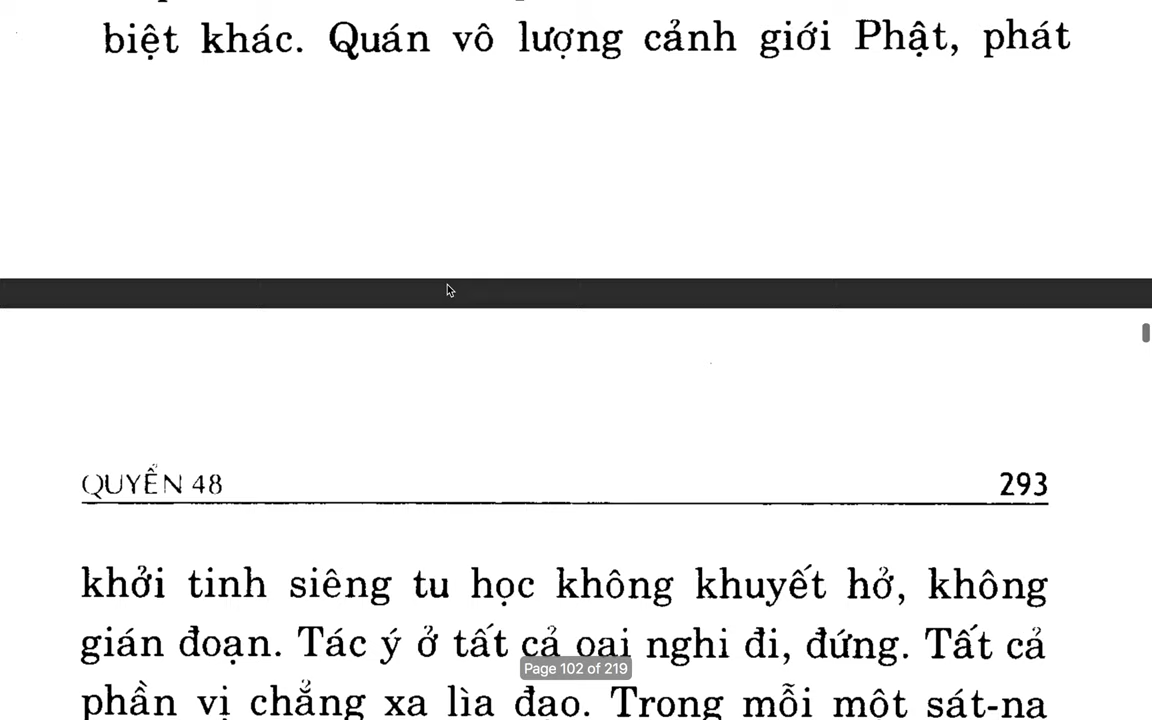 biệt khác. Quán vô lượng cảnh giới Phật, phát
QUYỂN 48 293
khởi tinh siêng tu học không khuyết hở, không
gián đoạn. Tác ý ở tất cả oai nghi đi, đứng. Tất cả
Page 102 of 219
phần vị chẳng xa lìa đạo. Trong mỗi một sát-na